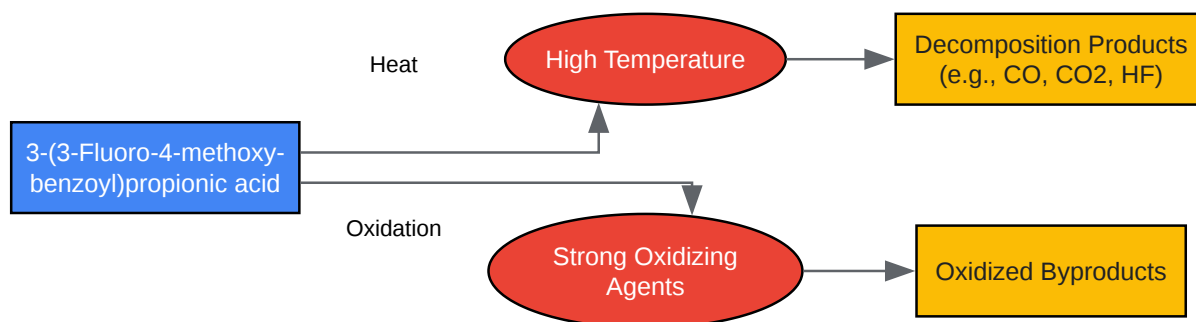 Heat
High Temperature
Decomposition Products
(e.g., CO, CO2, HF)
3-(3-Fluoro-4-methoxy-
benzoyl)propionic acid
Oxidation
Strong Oxidizing
Agents
Oxidized Byproducts